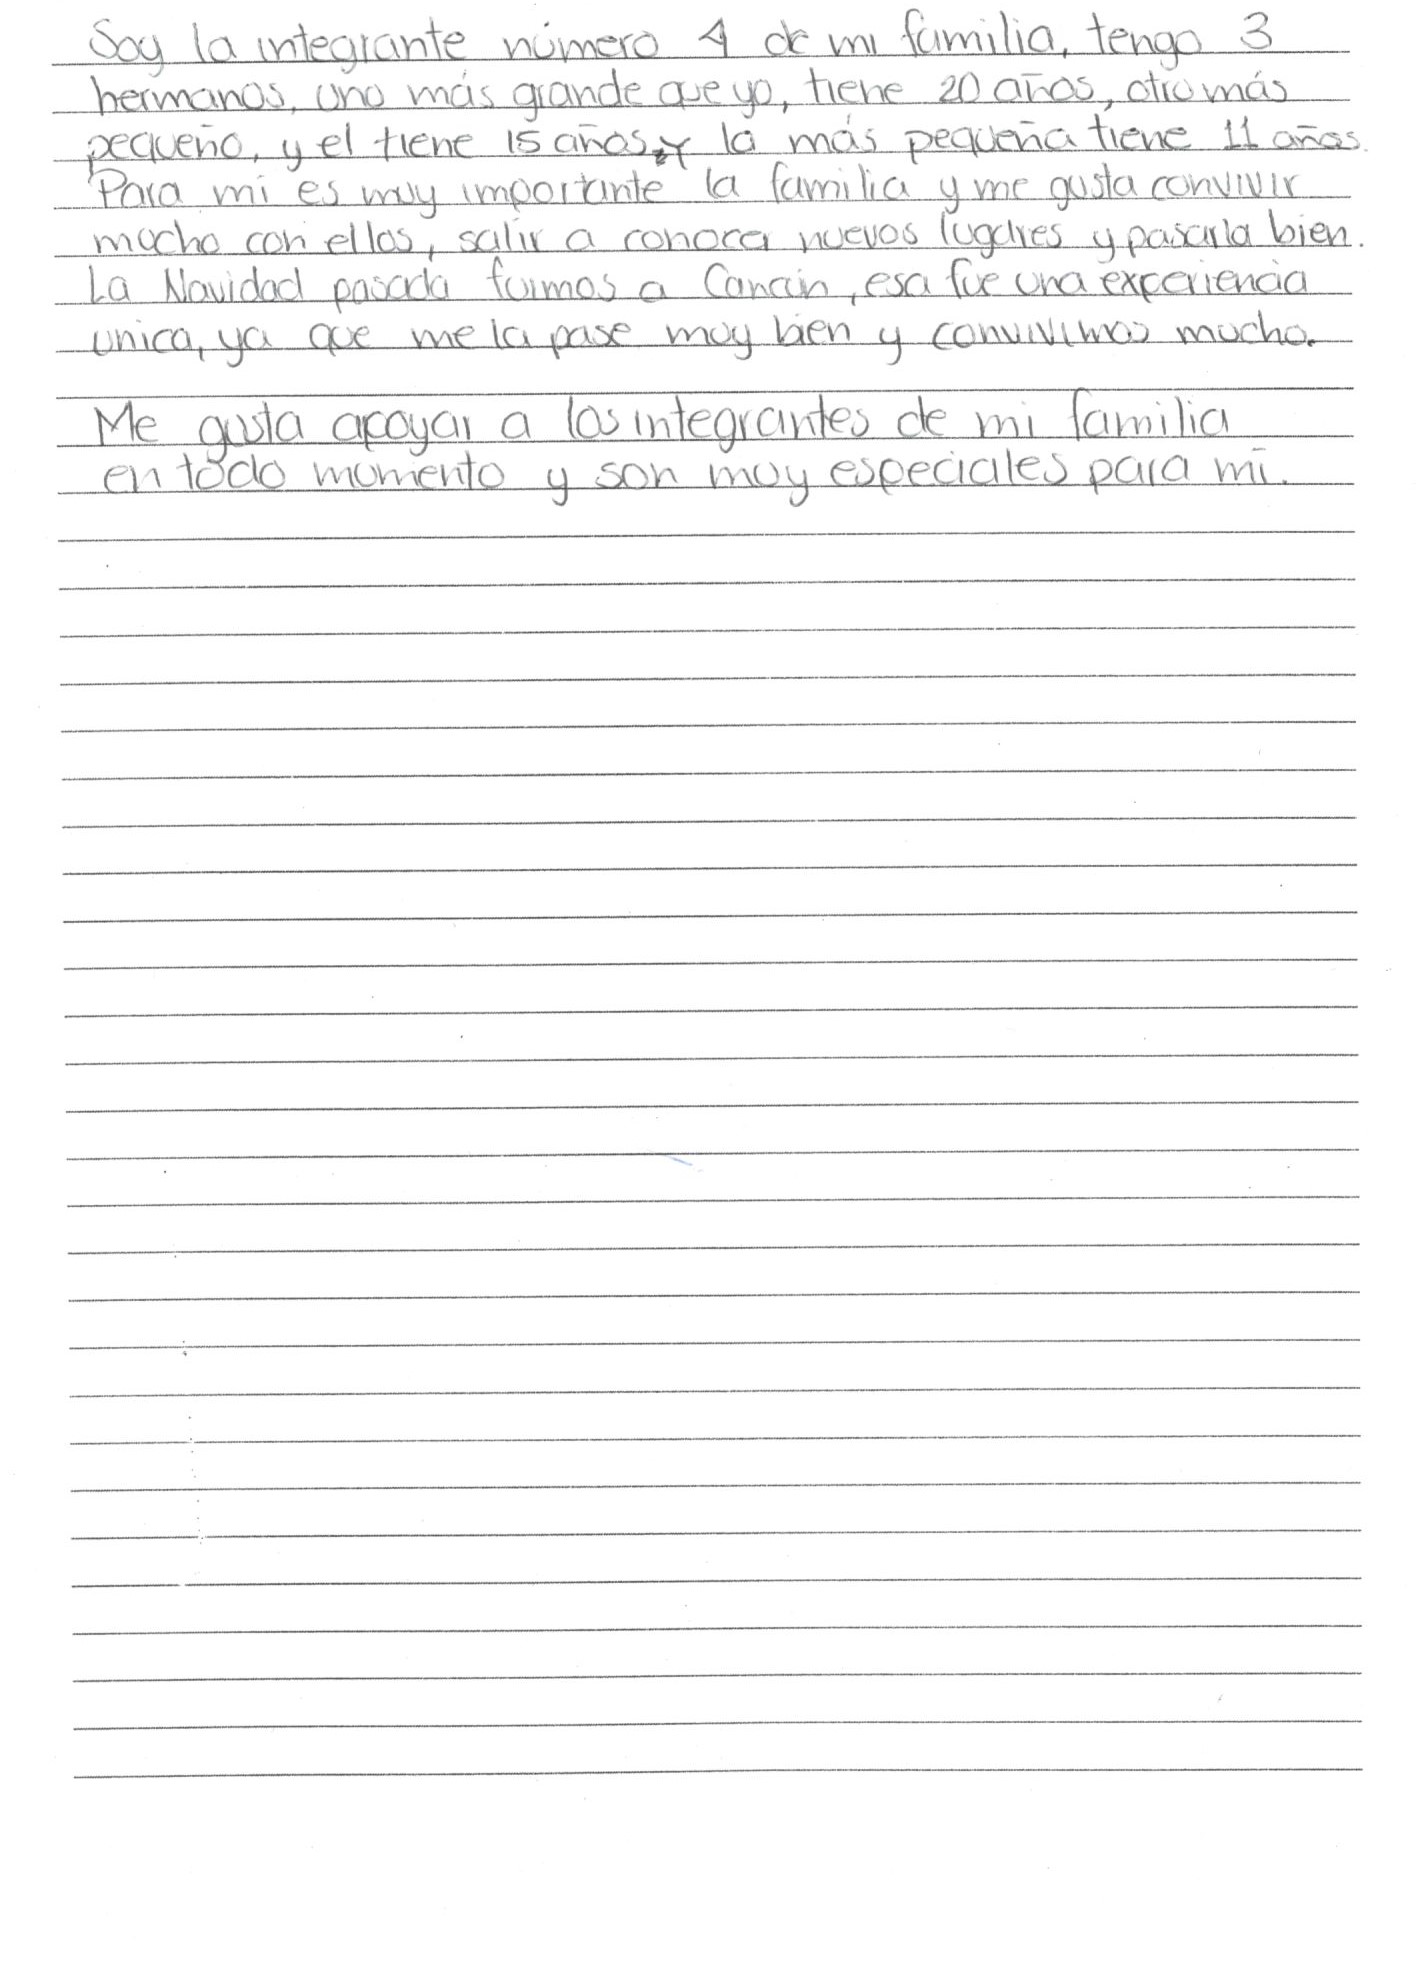 Soy la integrante número 4 de mi familia, tengo 3
hermanos, uno más grande que yo, tiene 20 años, otro más
pequeño, y el tiene 15 años, Y la más pequeña tiene 11 años.
Para mi es muy importante la familia y me gusta convivir
mucho con ellos, salir a conocer nuevos lugares y pasarla bien.
La Navidad pasada fuimos a Cancún, esa fue una experiencia
unica, ya que me la pase muy bien y convivimos mucho.
Me gusta apoyar a los integrantes de mi familia
en todo momento y son muy especiales para mi.